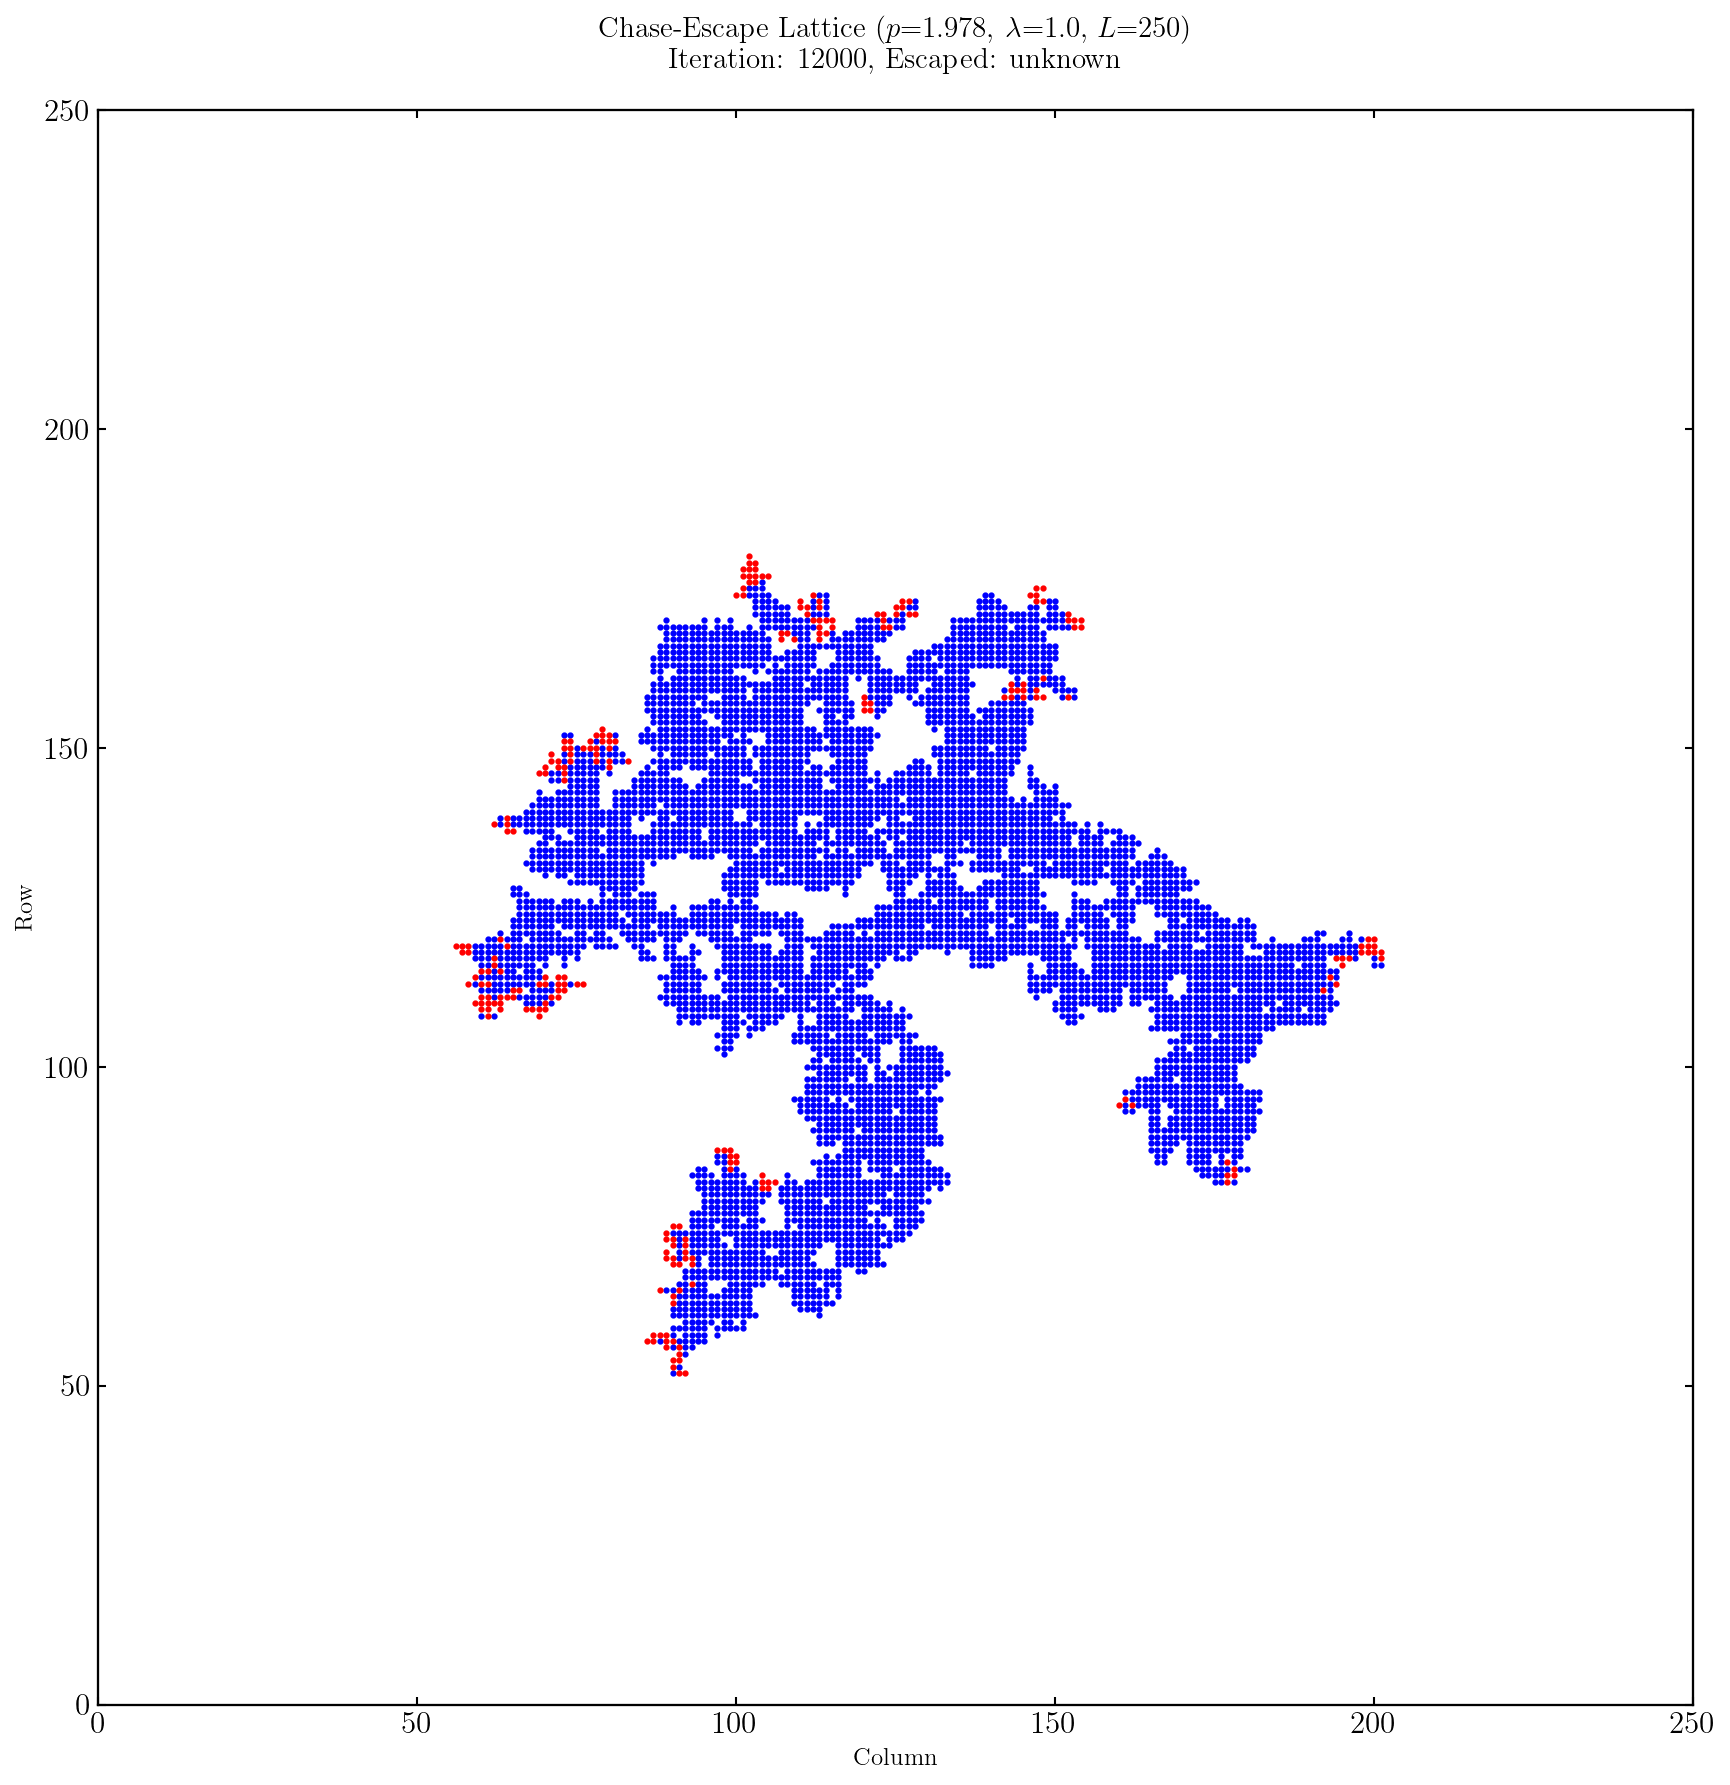 Chase-Escape Lattice (p=1.978, λ=1.0, L=250)
Iteration: 12000, Escaped: unknown
250
200
150
100
50
0
Row
0 50 100 150 200 250
Column